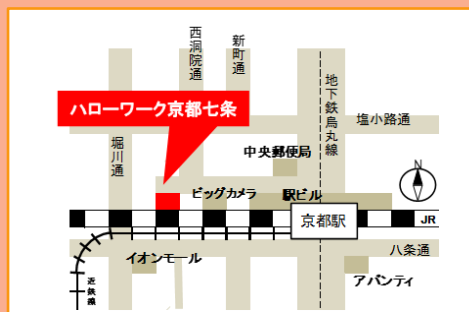 西洞院通
新町通
地下鉄烏丸線
ハローワーク京都七条
塩小路通
堀川通
中央郵便局
N
ビッグカメラ
駅ビル
京都駅
JR
八条通
イオンモール
近鉄線
アバンティ